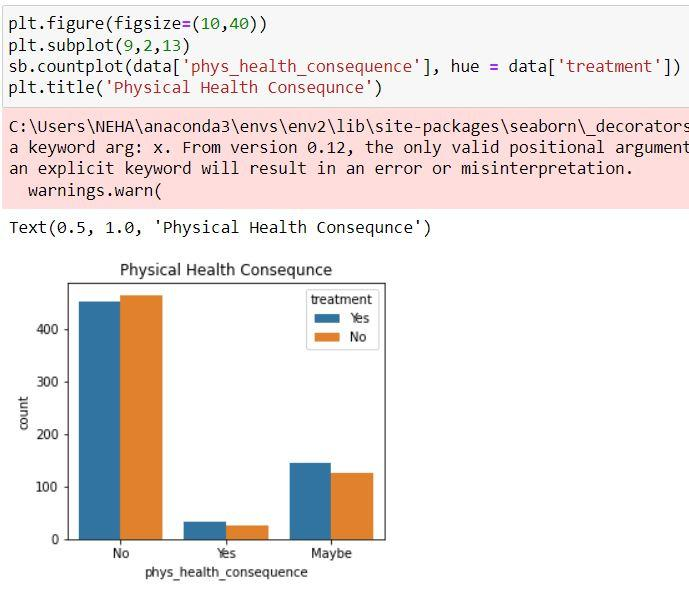 plt.figure(figsize=(10,40))
plt.subplot(9,2,13)
sb.countplot(data['phys_health_consequence'], hue = data['treatment'])
plt.title('Physical Health Consequnce')
C:\Users\NEHA\anaconda3\envs\env2\lib\site-packages\seaborn\_decorators
a keyword arg: x. From version 0.12, the only valid positional argument
an explicit keyword will result in an error or misinterpretation.
warnings.warn(
Text(0.5, 1.0, 'Physical Health Consequnce')
Physical Health Consequnce
treatment
Yes
No
400
300
200
100
0
count
No Yes Maybe
phys_health_consequence